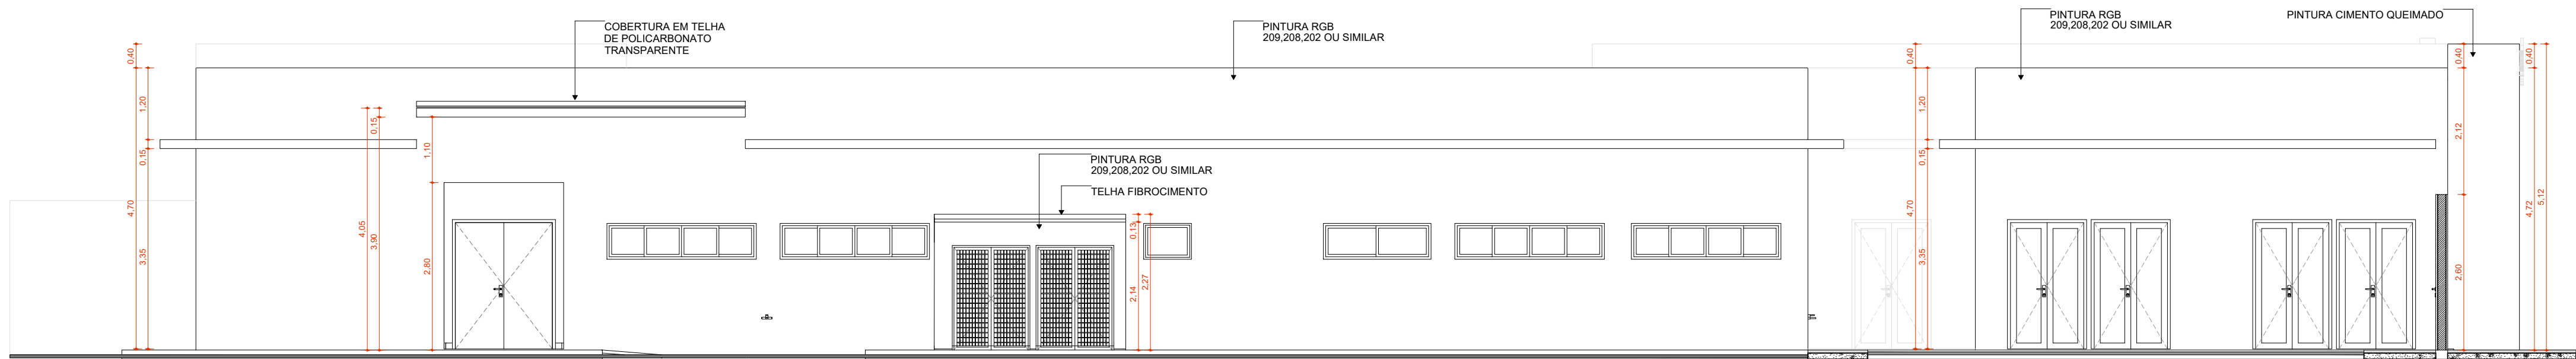 COBERTURA EM TELHA
DE POLICARBONATO
TRANSPARENTE
PINTURA RGB
209,208,202 OU SIMILAR
PINTURA RGB
209,208,202 OU SIMILAR
PINTURA CIMENTO QUEIMADO
PINTURA RGB
209,208,202 OU SIMILAR
TELHA FIBROCIMENTO
0,40
4,70
1,20
0,15
3,35
4,05
0,15
3,90
1,10
2,80
0,13
2,14
2,27
0,40
4,70
1,20
0,15
3,35
0,40
2,12
2,60
0,40
4,72
5,12